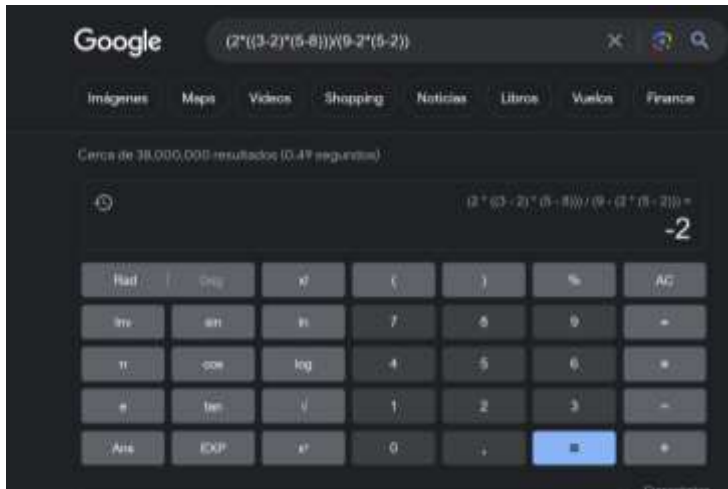 Google
(2*((3-2)*(5-8)))/(9-2*(5-2))
Imágenes Maps Videos Shopping Noticias Libros Vuelos Finance
Cerca de 38,000,000 resultados (0.49 segundos)
(2 * ((3 - 2) * (5 - 8))) / (9 - (2 * (5 - 2))) =
-2
Rad Deg x! ( ) % AC
Inv sin ln 7 8 9 ÷
π cos log 4 5 6 ×
e tan √ 1 2 3 −
Ans EXP 0 , = +